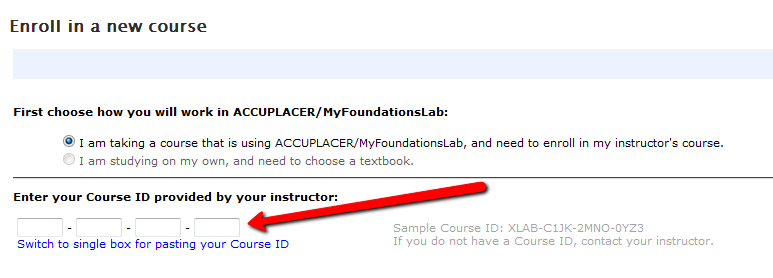 Enroll in a new course
First choose how you will work in ACCUPLACER/MyFoundationsLab:
I am taking a course that is using ACCUPLACER/MyFoundationsLab, and need to enroll in my instructor's course.
I am studying on my own, and need to choose a textbook.
Enter your Course ID provided by your instructor:
- - -
Sample Course ID: XLAB-C1JK-2MNO-0YZ3
Switch to single box for pasting your Course ID
If you do not have a Course ID, contact your instructor.